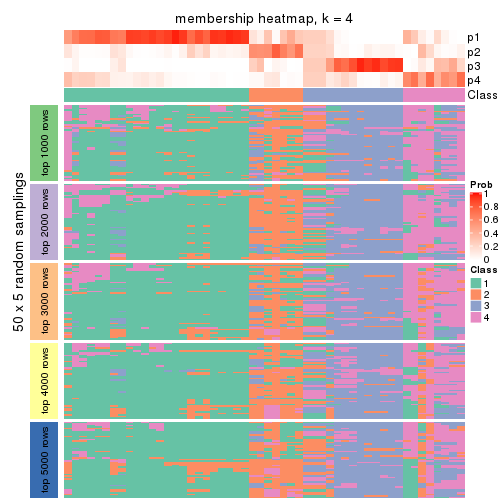 membership heatmap, k = 4
p1
p2
p3
p4
Class
50 x 5 random samplings
top 1000 rows
top 2000 rows
top 3000 rows
top 4000 rows
top 5000 rows
Prob
1
0.8
0.6
0.4
0.2
0
Class
1
2
3
4